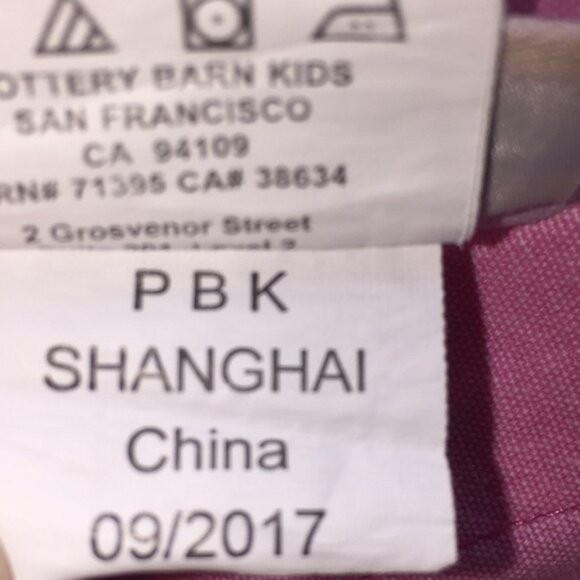 OTTERY BARN KIDS
SAN FRANCISCO
CA 94109
RN# 71395 CA# 38634
2 Grosvenor Street
P B K
SHANGHAI
China
09/2017